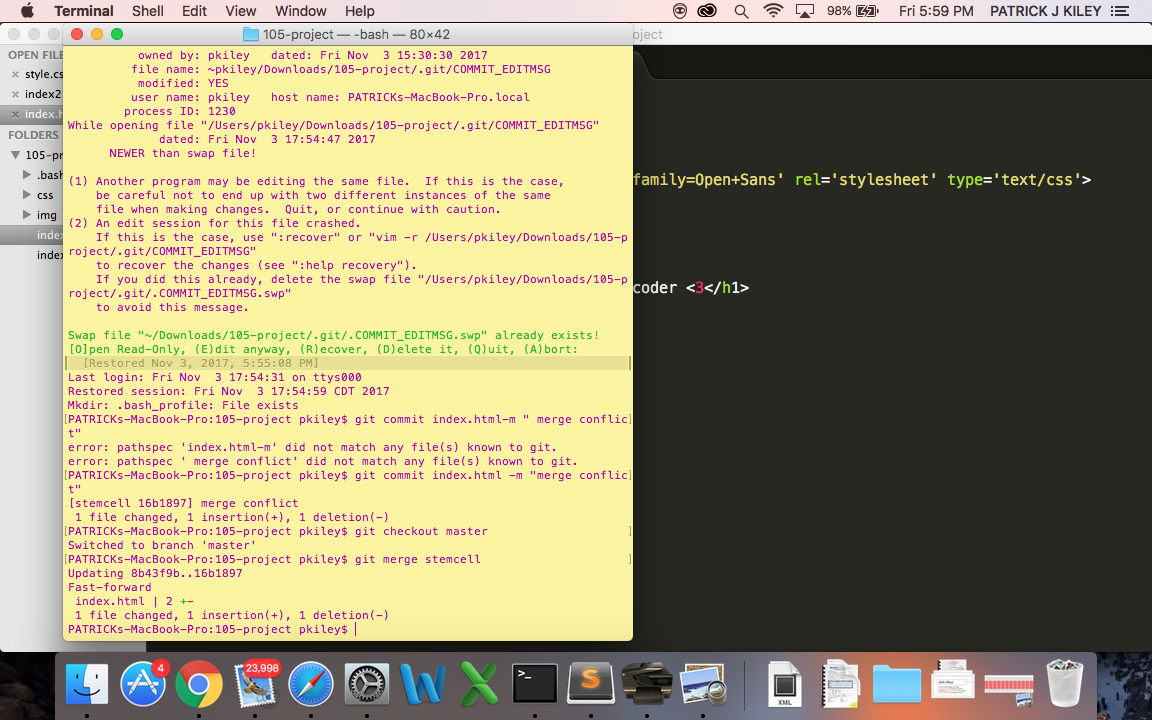 Terminal Shell Edit View Window Help 98% Fri 5:59 PM PATRICK J KILEY
105-project — -bash — 80×42
oject
OPEN FILE
× style.cs
× index2
× index.h
FOLDERS
105-pr
.bash
css
img
inde
index
owned by: pkiley dated: Fri Nov 3 15:30:30 2017
file name: ~pkiley/Downloads/105-project/.git/COMMIT_EDITMSG
modified: YES
user name: pkiley host name: PATRICKs-MacBook-Pro.local
process ID: 1230
While opening file "/Users/pkiley/Downloads/105-project/.git/COMMIT_EDITMSG"
dated: Fri Nov 3 17:54:47 2017
NEWER than swap file!
(1) Another program may be editing the same file. If this is the case,
be careful not to end up with two different instances of the same
file when making changes. Quit, or continue with caution.
(2) An edit session for this file crashed.
If this is the case, use ":recover" or "vim -r /Users/pkiley/Downloads/105-p
roject/.git/COMMIT_EDITMSG"
to recover the changes (see ":help recovery").
If you did this already, delete the swap file "/Users/pkiley/Downloads/105-p
roject/.git/.COMMIT_EDITMSG.swp"
to avoid this message.
Swap file "~/Downloads/105-project/.git/.COMMIT_EDITMSG.swp" already exists!
[O]pen Read-Only, (E)dit anyway, (R)ecover, (D)elete it, (Q)uit, (A)bort:
[Restored Nov 3, 2017, 5:55:08 PM]
Last login: Fri Nov 3 17:54:31 on ttys000
Restored session: Fri Nov 3 17:54:59 CDT 2017
Mkdir: .bash_profile: File exists
[PATRICKs-MacBook-Pro:105-project pkiley$ git commit index.html-m " merge conflic]
t"
error: pathspec 'index.html-m' did not match any file(s) known to git.
error: pathspec ' merge conflict' did not match any file(s) known to git.
[PATRICKs-MacBook-Pro:105-project pkiley$ git commit index.html -m "merge conflic]
t"
[stemcell 16b1897] merge conflict
1 file changed, 1 insertion(+), 1 deletion(-)
[PATRICKs-MacBook-Pro:105-project pkiley$ git checkout master ]
Switched to branch 'master'
[PATRICKs-MacBook-Pro:105-project pkiley$ git merge stemcell ]
Updating 8b43f9b..16b1897
Fast-forward
index.html | 2 +-
1 file changed, 1 insertion(+), 1 deletion(-)
PATRICKs-MacBook-Pro:105-project pkiley$
family=Open+Sans' rel='stylesheet' type='text/css'>
coder <3</h1>
4
23,998
XML